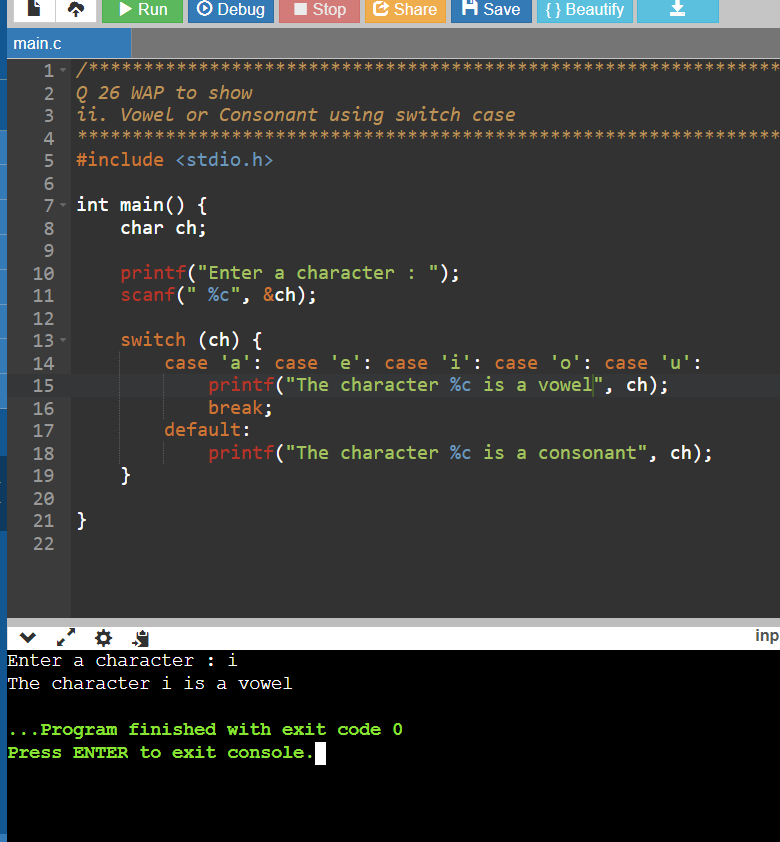 Run Debug Stop Share Save { } Beautify
main.c
1 /****************************************************************
2 Q 26 WAP to show
3 ii. Vowel or Consonant using switch case
4 ****************************************************************
5 #include <stdio.h>
6
7 int main() {
8 char ch;
9
10 printf("Enter a character : ");
11 scanf(" %c", &ch);
12
13 switch (ch) {
14 case 'a': case 'e': case 'i': case 'o': case 'u':
15 printf("The character %c is a vowel", ch);
16 break;
17 default:
18 printf("The character %c is a consonant", ch);
19 }
20
21 }
22
inp
Enter a character : i
The character i is a vowel
...Program finished with exit code 0
Press ENTER to exit console.